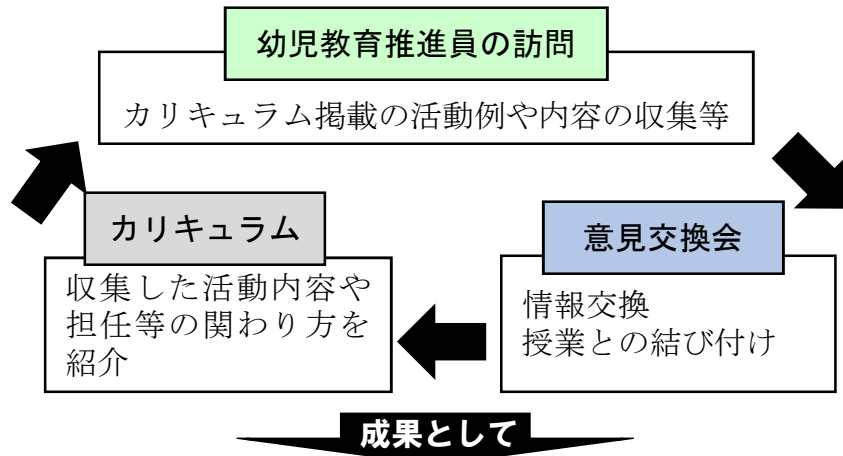 幼児教育推進員の訪問
カリキュラム掲載の活動例や内容の収集等
カリキュラム
収集した活動内容や
担任等の関わり方を
紹介
意見交換会
情報交換
授業との結び付け
成果として